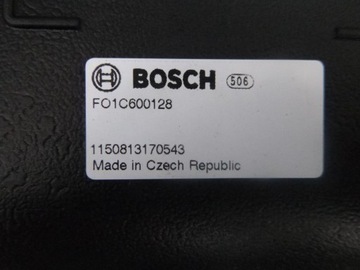 BOSCH 506
FO1C600128
1150813170543
Made in Czech Republic